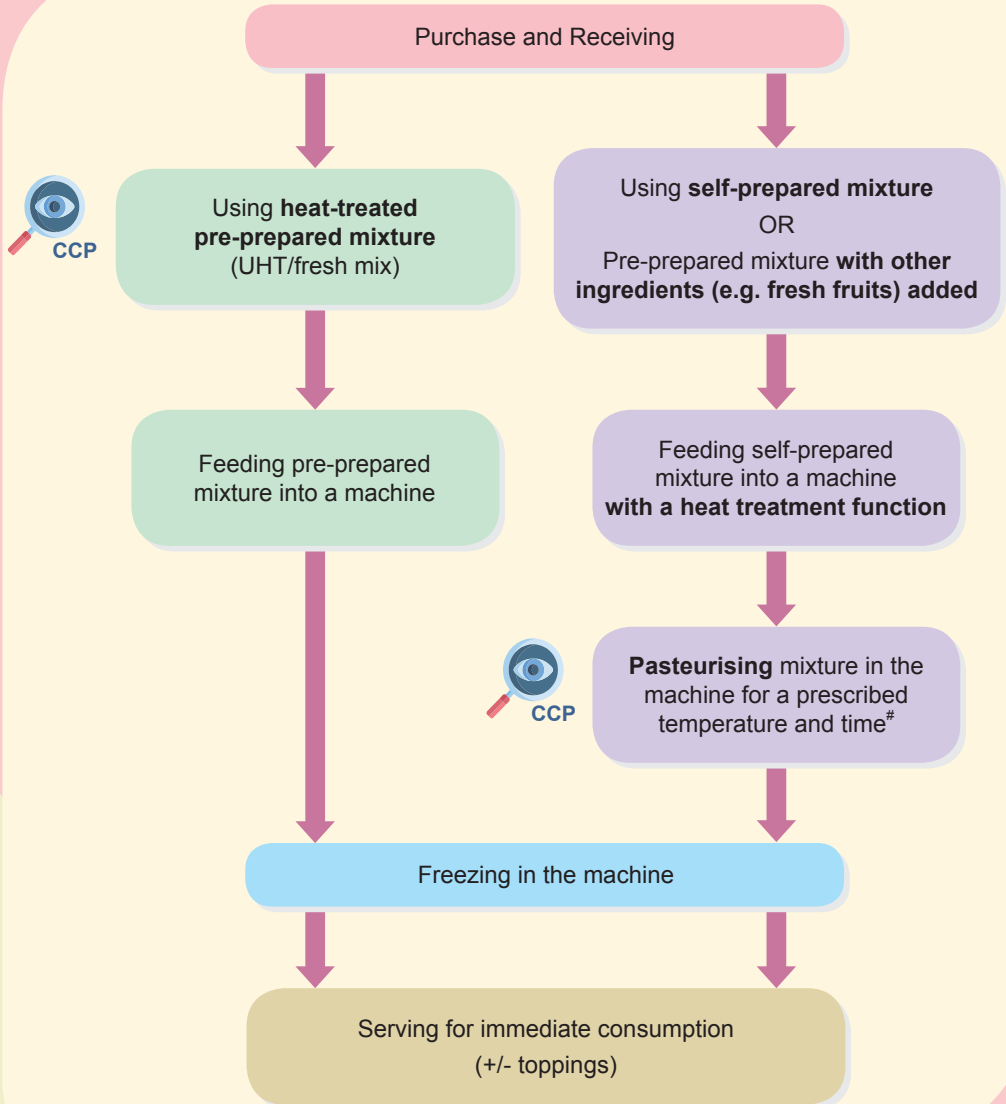 Purchase and Receiving
CCP
Using heat-treated
pre-prepared mixture
(UHT/fresh mix)
Using self-prepared mixture
OR
Pre-prepared mixture with other
ingredients (e.g. fresh fruits) added
Feeding pre-prepared
mixture into a machine
Feeding self-prepared
mixture into a machine
with a heat treatment function
CCP
Pasteurising mixture in the
machine for a prescribed
temperature and time#
Freezing in the machine
Serving for immediate consumption
(+/- toppings)